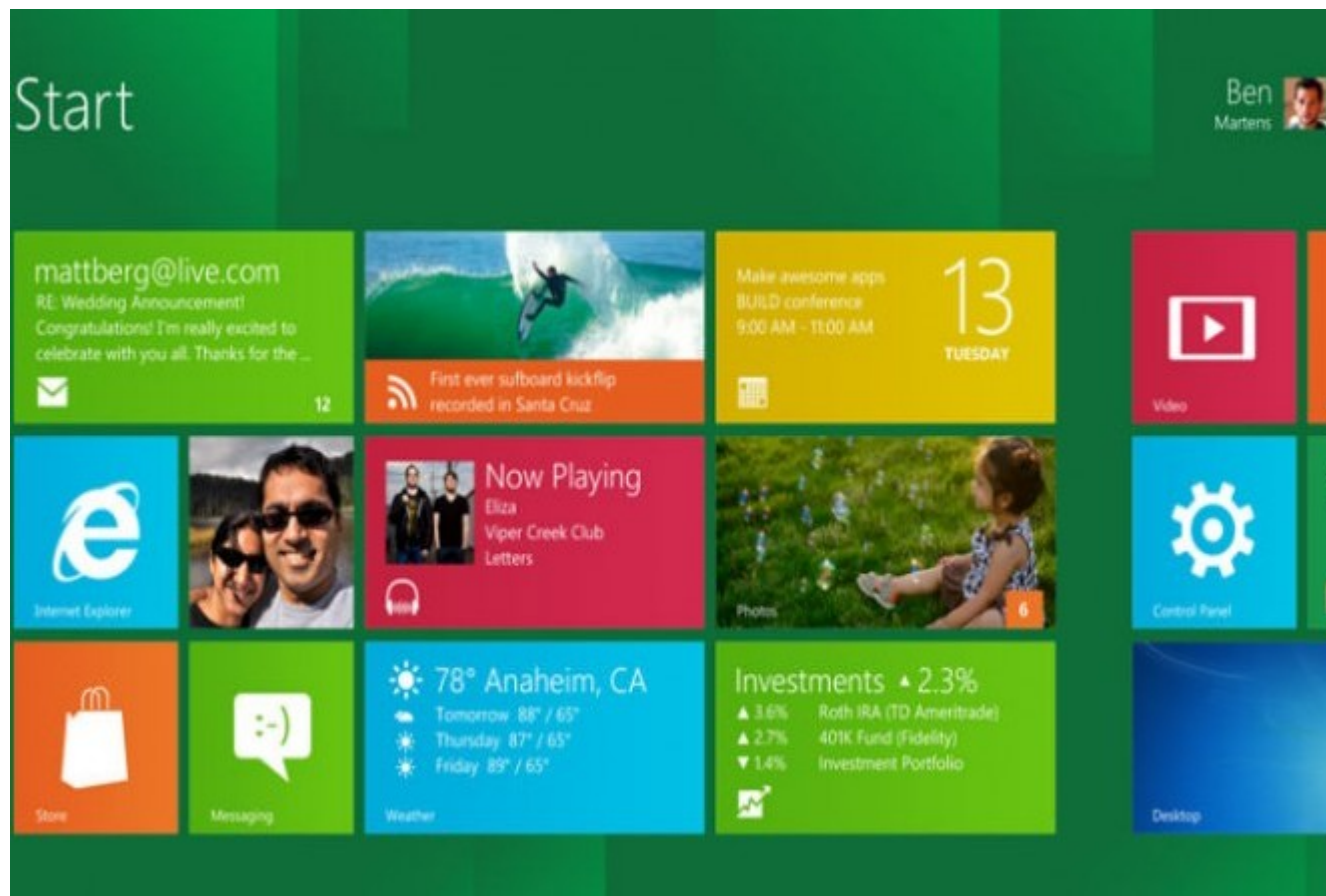 Start
Ben
Martens
mattberg@live.com
RE: Wedding Announcement!
Congratulations! I'm really excited to
celebrate with you all. Thanks for the ...
12
First ever sufboard kickflip
recorded in Santa Cruz
Make awesome apps
BUILD conference
9:00 AM - 11:00 AM
13
TUESDAY
Video
Internet Explorer
Now Playing
Eliza
Viper Creek Club
Letters
Photos
6
Control Panel
Store
:-)
Messaging
78° Anaheim, CA
Tomorrow 88° / 65°
Thursday 87° / 65°
Friday 89° / 65°
Weather
Investments ▲ 2.3%
▲ 3.6% Roth IRA (TD Ameritrade)
▲ 2.7% 401K Fund (Fidelity)
▼ 1.4% Investment Portfolio
Desktop